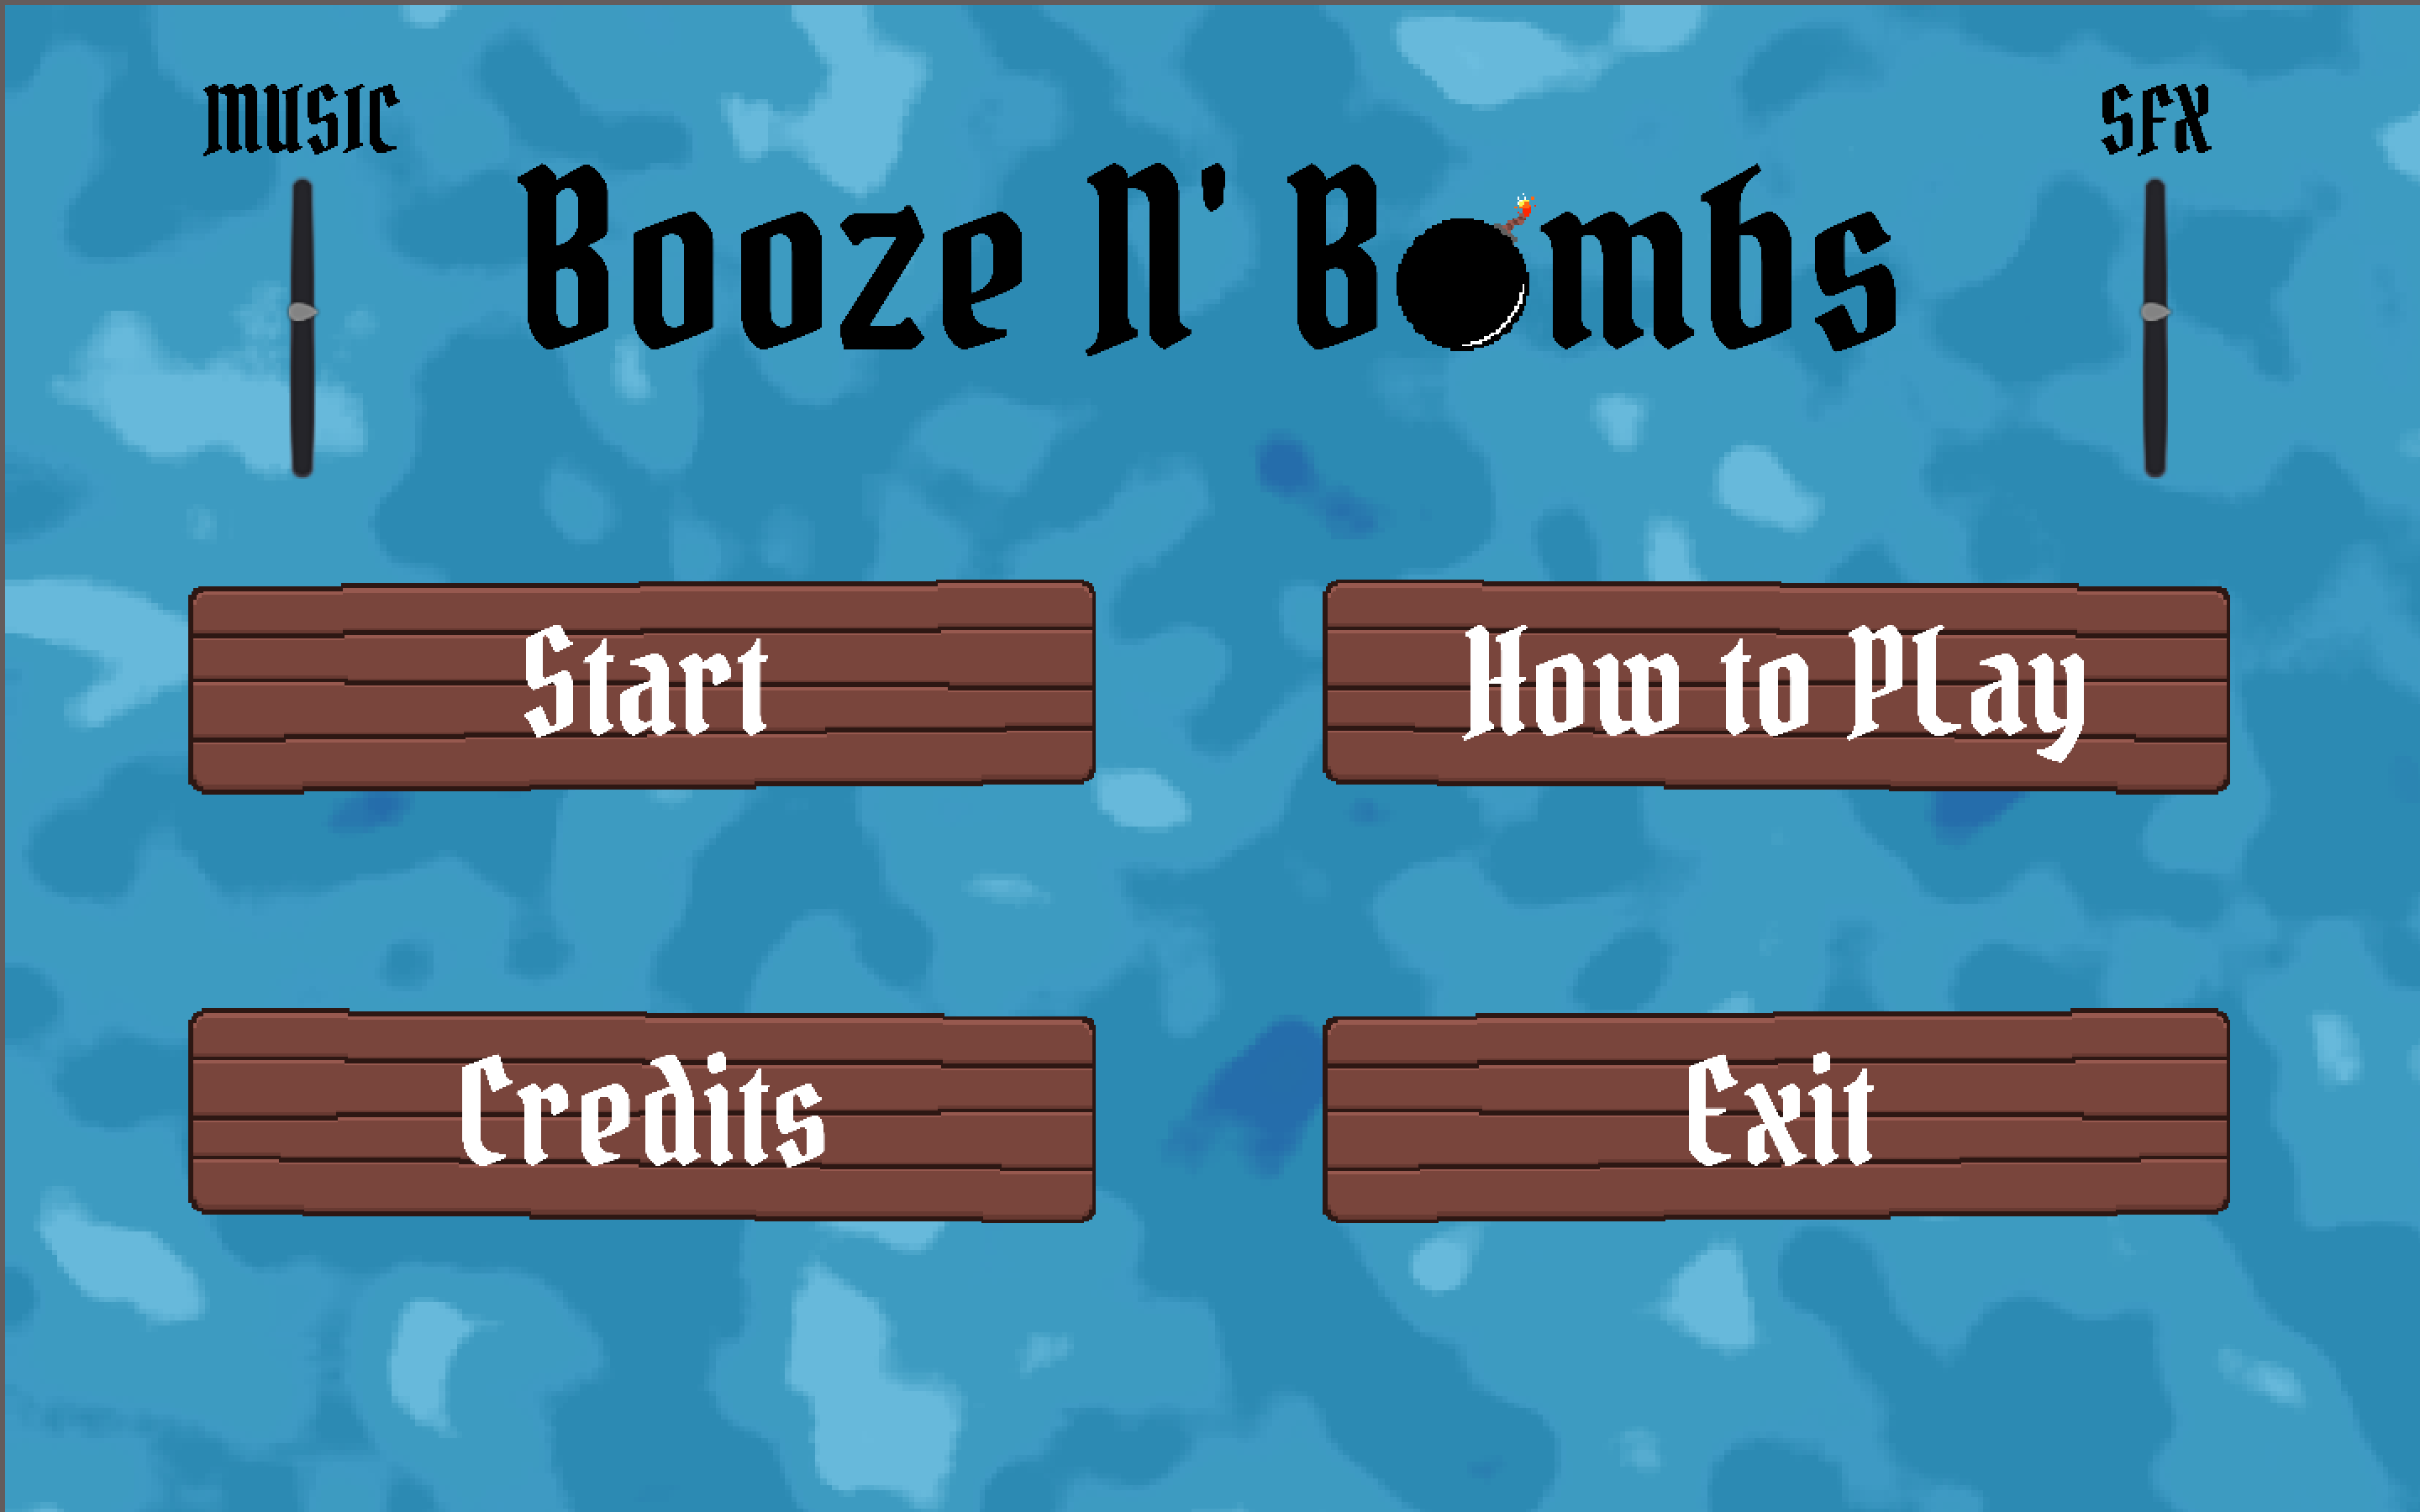 MUSIC
SFX
Booze N' Bombs
Start
How to Play
Credits
Exit